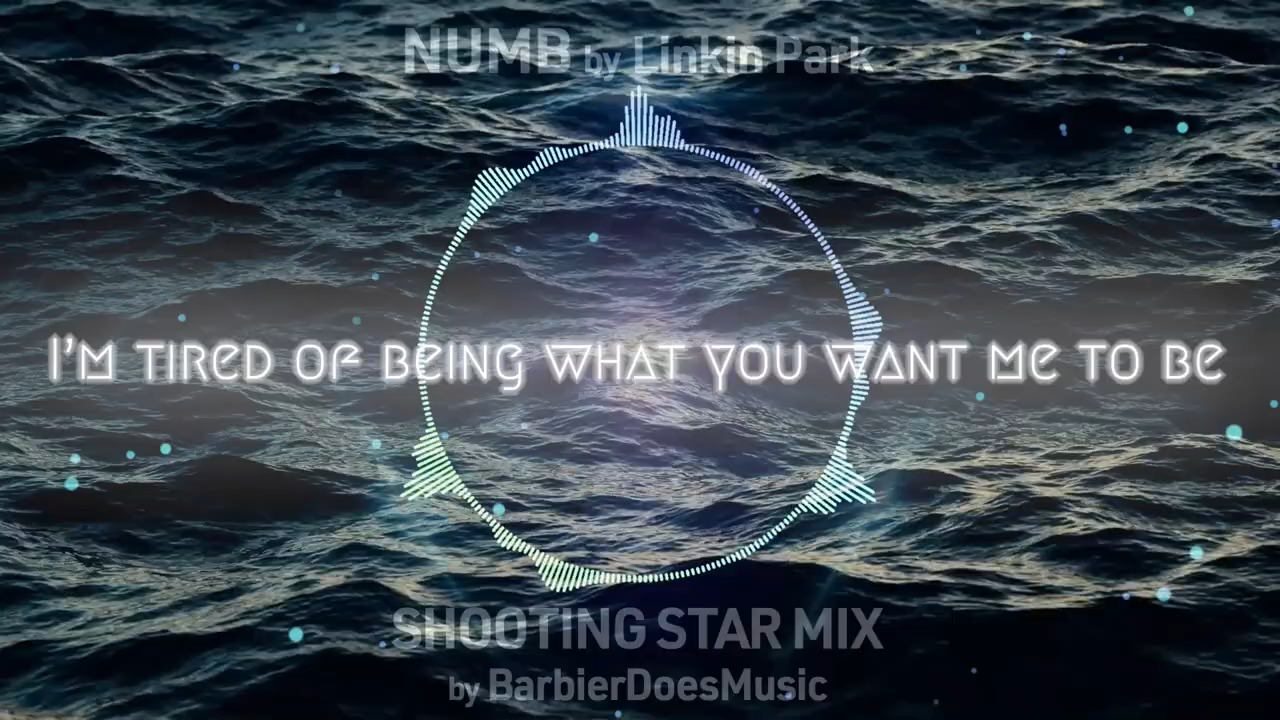 NUMB by Linkin Park
I'M TIRED OF BEING WHAT YOU WANT ME TO BE
SHOOTING STAR MIX
by BarbierDoesMusic